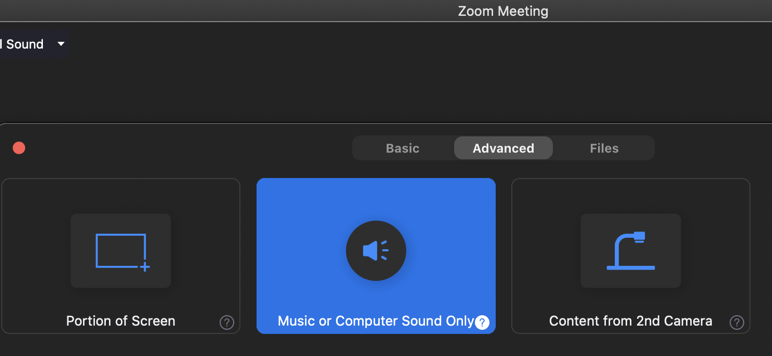 Zoom Meeting
l Sound
Basic Advanced Files
Portion of Screen ? Music or Computer Sound Only ? Content from 2nd Camera ?